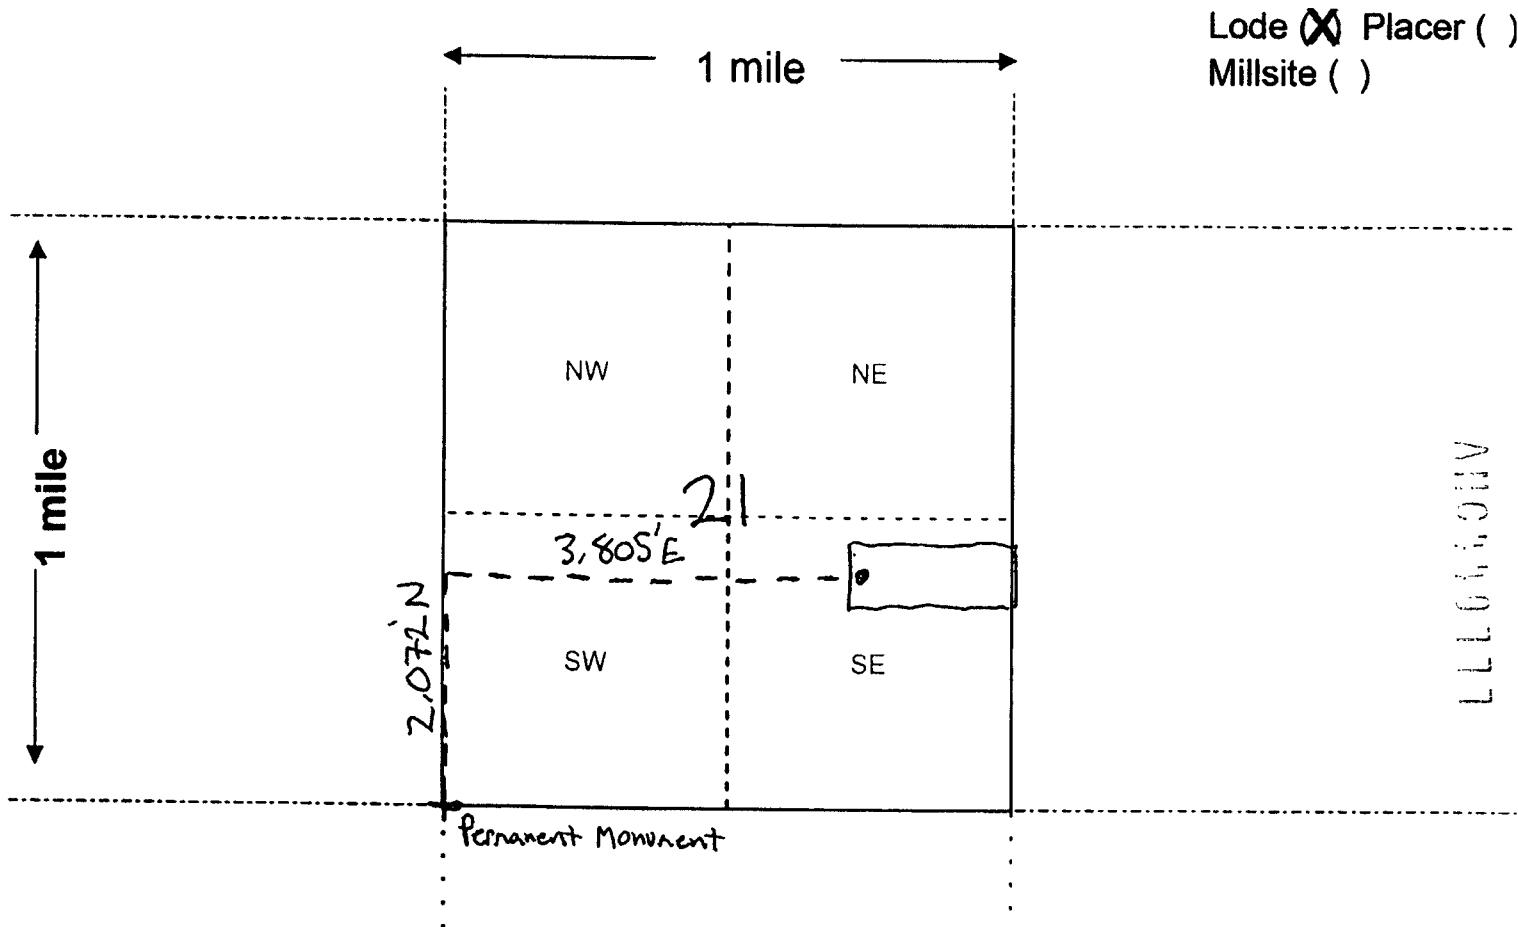 Lode (X) Placer ( )
Millsite ( )
1 mile
1 mile
NW
NE
21
3,805'E
2,072'N
SW
SE
Permanent Monument